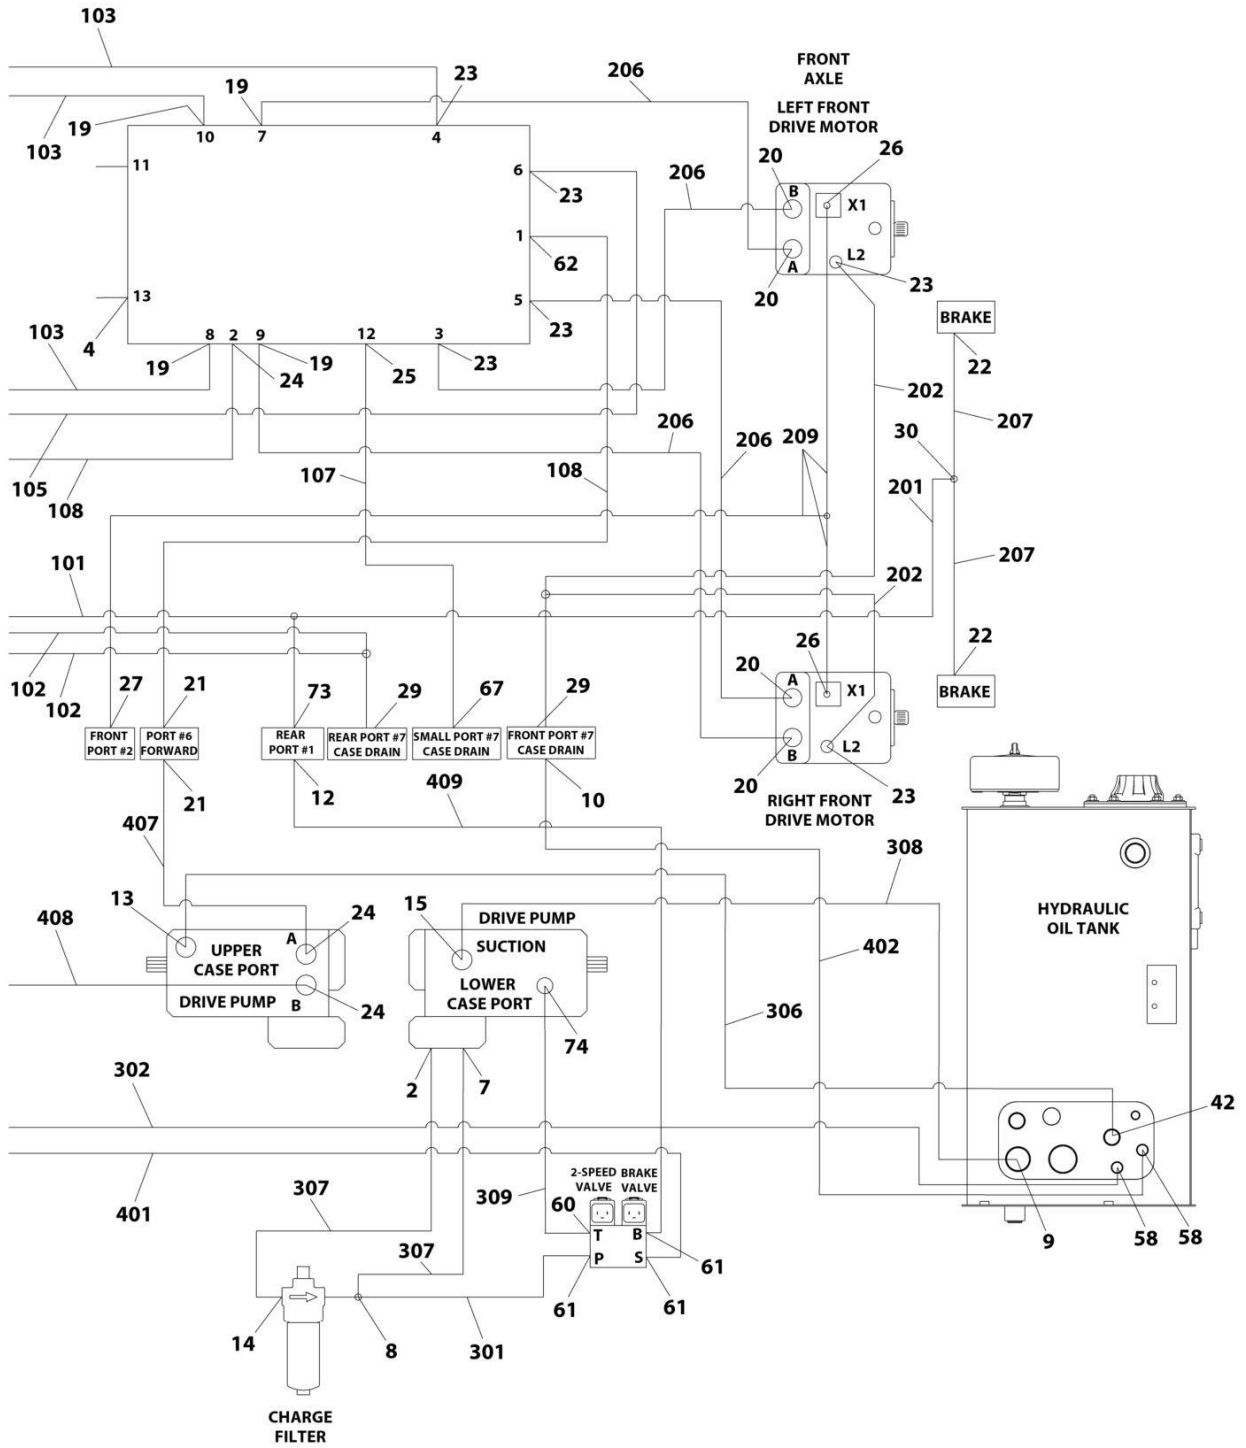 103
FRONT
AXLE
23
206
19
LEFT FRONT
DRIVE MOTOR
19
103
10
7
4
20
26
11
6
206
23
B
X1
1
62
A
L2
13
5
20
23
103
4
8
2
9
12
3
23
BRAKE
19
24
19
25
23
22
202
206
207
30
105
108
107
108
206
209
201
101
207
202
102
102
27
21
73
29
67
29
20
26
22
A
X1
BRAKE
FRONT
PORT #2
PORT #6
FORWARD
REAR
PORT #1
REAR PORT #7
CASE DRAIN
SMALL PORT #7
CASE DRAIN
FRONT PORT #7
CASE DRAIN
B
L2
21
12
409
10
20
23
RIGHT FRONT
DRIVE MOTOR
407
308
13
15
408
24
DRIVE PUMP
HYDRAULIC
OIL TANK
A
UPPER
CASE PORT
SUCTION
402
LOWER
CASE PORT
DRIVE PUMP
B
24
306
74
2
7
302
42
2-SPEED
VALVE
BRAKE
VALVE
401
307
309
60
T
B
9
58
58
307
P
S
61
61
61
14
8
301
CHARGE
FILTER